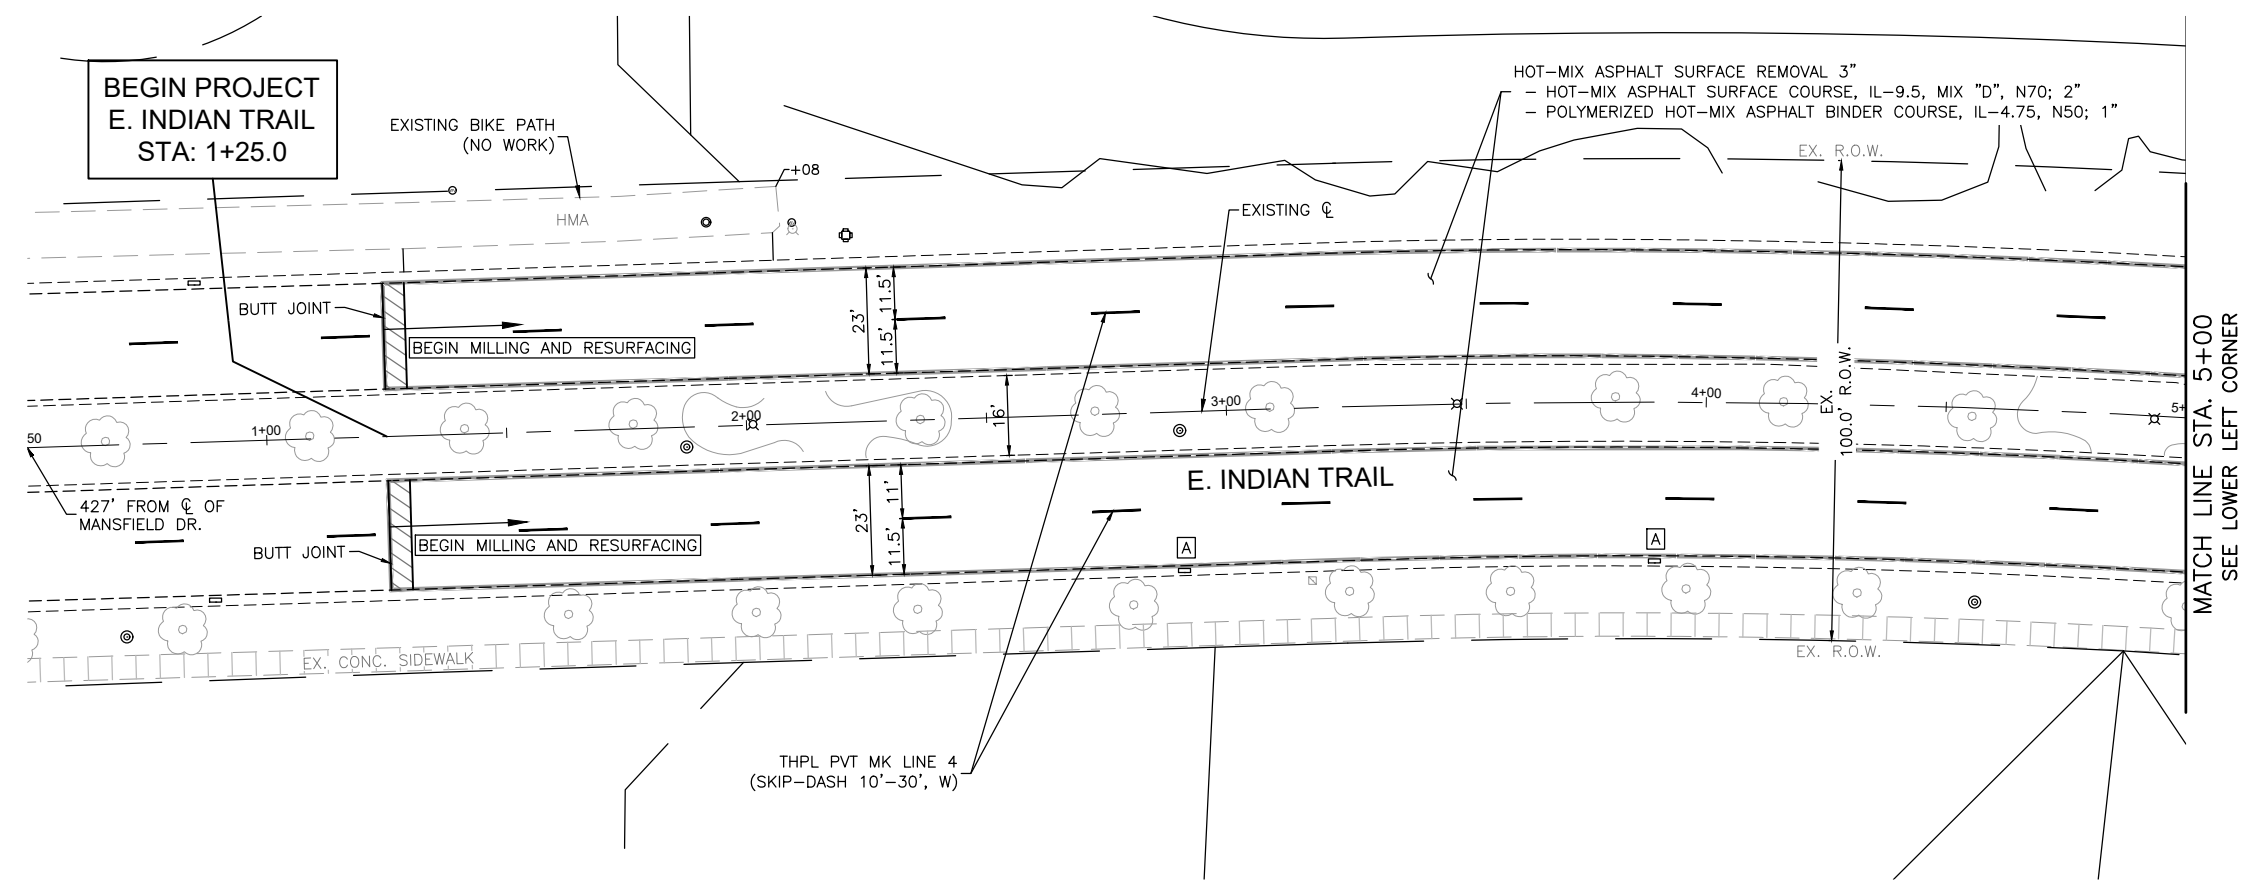 BEGIN PROJECT
E. INDIAN TRAIL
STA: 1+25.0
EXISTING BIKE PATH
(NO WORK)
HOT-MIX ASPHALT SURFACE REMOVAL 3"
- HOT-MIX ASPHALT SURFACE COURSE, IL-9.5, MIX "D", N70; 2"
- POLYMERIZED HOT-MIX ASPHALT BINDER COURSE, IL-4.75, N50; 1"
EX. R.O.W.
+08
HMA
EXISTING ℄
BUTT JOINT
BEGIN MILLING AND RESURFACING
23'
11.5'
11.5'
16'
50
1+00
2+00
3+00
4+00
5+
EX.
100.0' R.O.W.
427' FROM ℄ OF
MANSFIELD DR.
E. INDIAN TRAIL
BUTT JOINT
BEGIN MILLING AND RESURFACING
23'
11'
11.5'
A
A
EX. CONC. SIDEWALK
EX. R.O.W.
THPL PVT MK LINE 4
(SKIP-DASH 10'-30', W)
MATCH LINE STA. 5+00
SEE LOWER LEFT CORNER